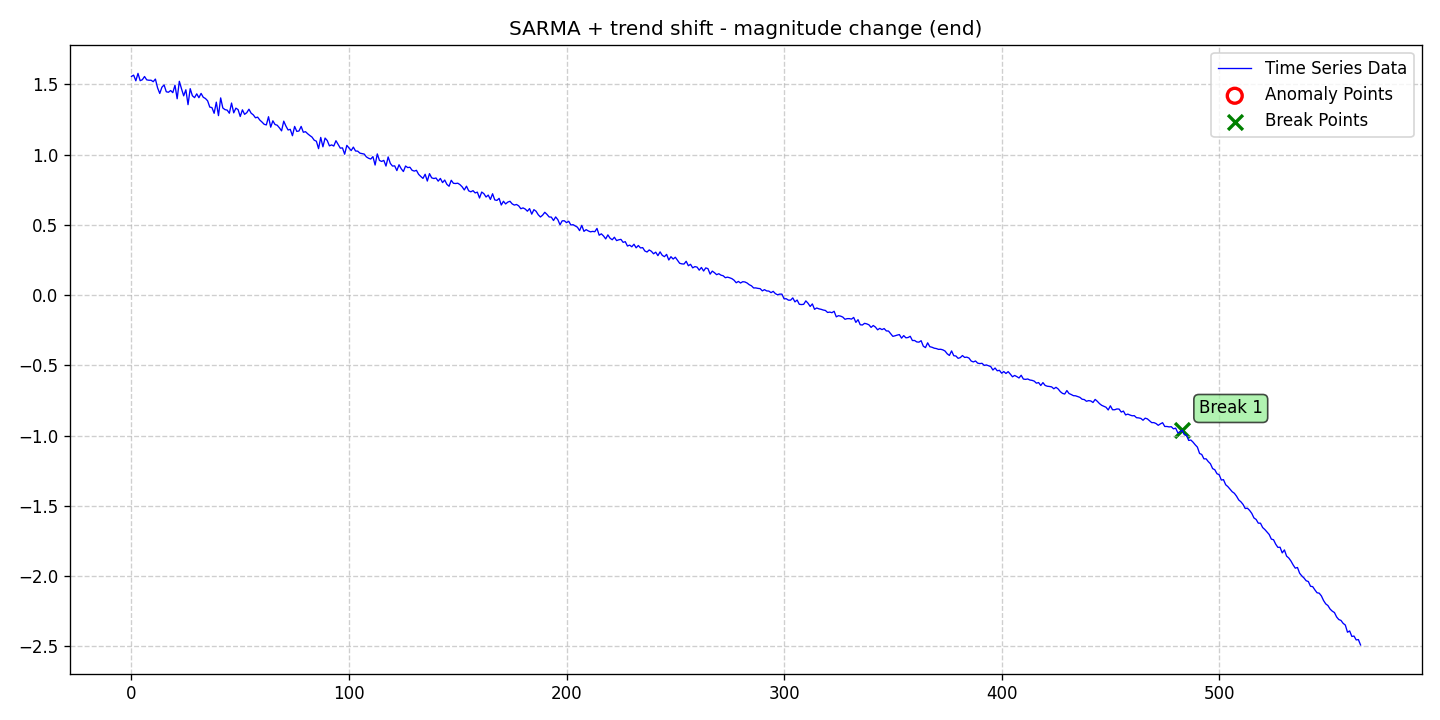 SARMA + trend shift - magnitude change (end)
Time Series Data
Anomaly Points
Break Points
1.5
1.0
0.5
0.0
−0.5
−1.0
−1.5
−2.0
−2.5
Break 1
0 100 200 300 400 500